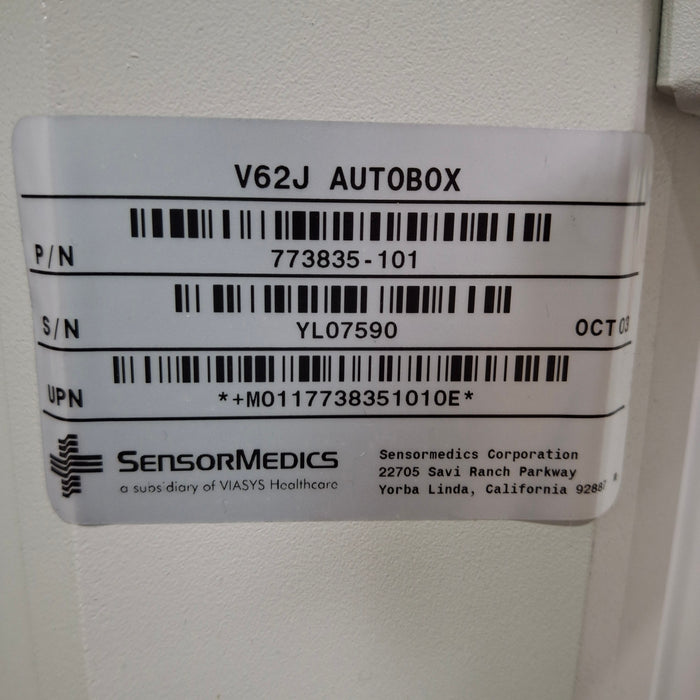 V62J AUTOBOX
P/N 773835-101
S/N YL07590 OCT 03
UPN *+M0117738351010E*
SENSORMEDICS
a subsidiary of VIASYS Healthcare
Sensormedics Corporation
22705 Savi Ranch Parkway
Yorba Linda, California 92887